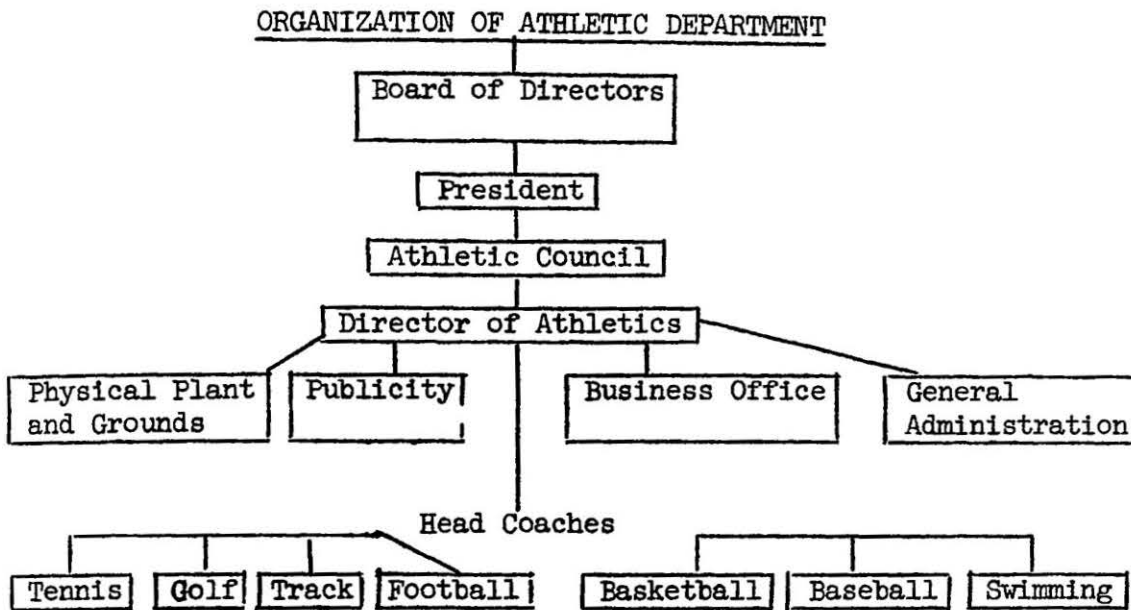 ORGANIZATION OF ATHLETIC DEPARTMENT
Board of Directors
President
Athletic Council
Director of Athletics
Physical Plant
and Grounds
Publicity
Business Office
General
Administration
Head Coaches
Tennis
Golf
Track
Football
Basketball
Baseball
Swimming